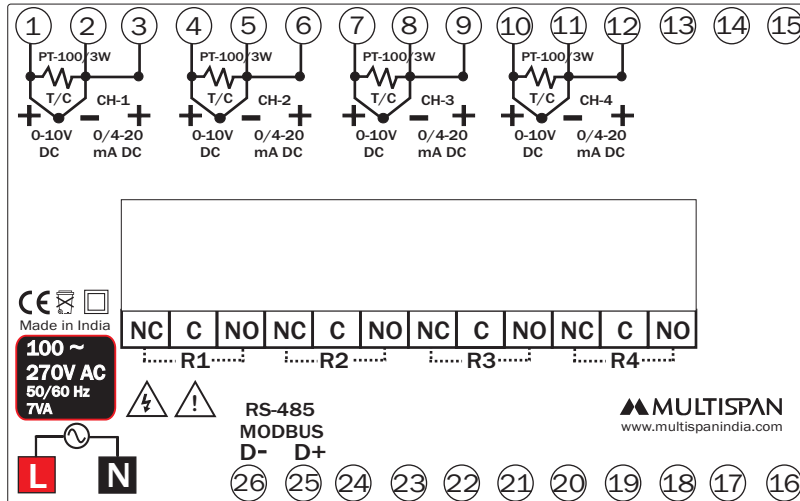 1 2 3 4 5 6 7 8 9 10 11 12 13 14 15
PT-100/3W PT-100/3W PT-100/3W PT-100/3W
T/C CH-1 T/C CH-2 T/C CH-3 T/C CH-4
+ − + + − + + − + + − +
0-10V 0/4-20 0-10V 0/4-20 0-10V 0/4-20 0-10V 0/4-20
DC mA DC DC mA DC DC mA DC DC mA DC
CE
Made in India
NC C NO NC C NO NC C NO NC C NO
R1 R2 R3 R4
100 ~
270V AC
50/60 Hz
7VA
L N
RS-485
MODBUS
D- D+
MULTISPAN
www.multispanindia.com
26 25 24 23 22 21 20 19 18 17 16